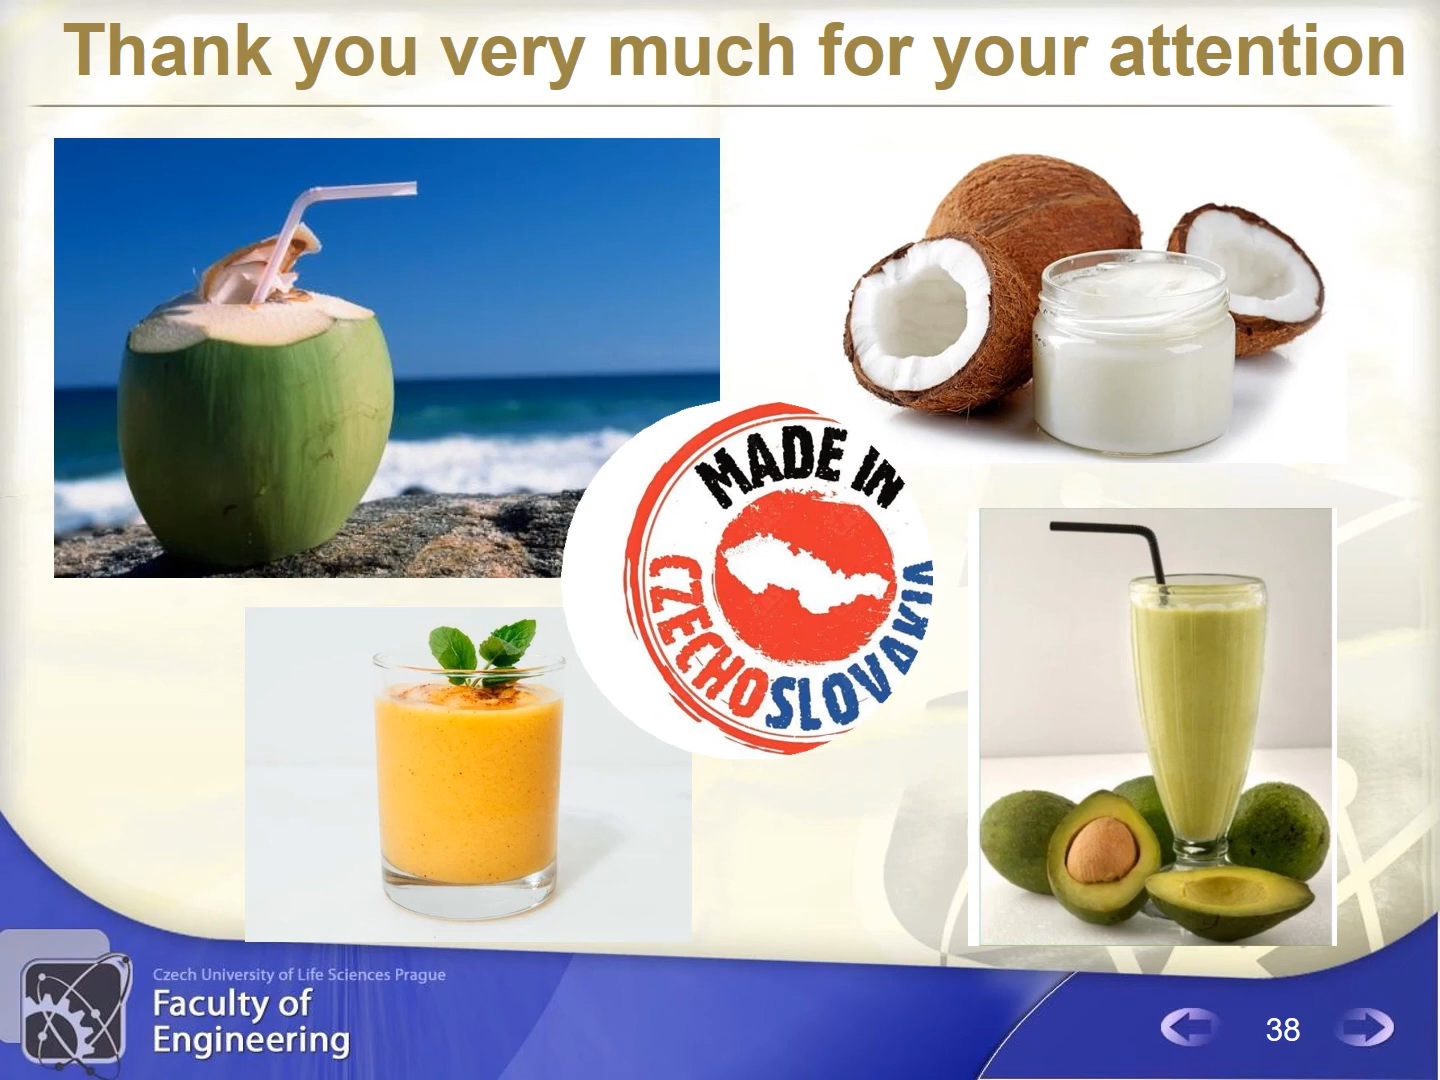 Thank you very much for your attention
MADE IN
CZECHOSLOVAKIA
Czech University of Life Sciences Prague
Faculty of
Engineering
38